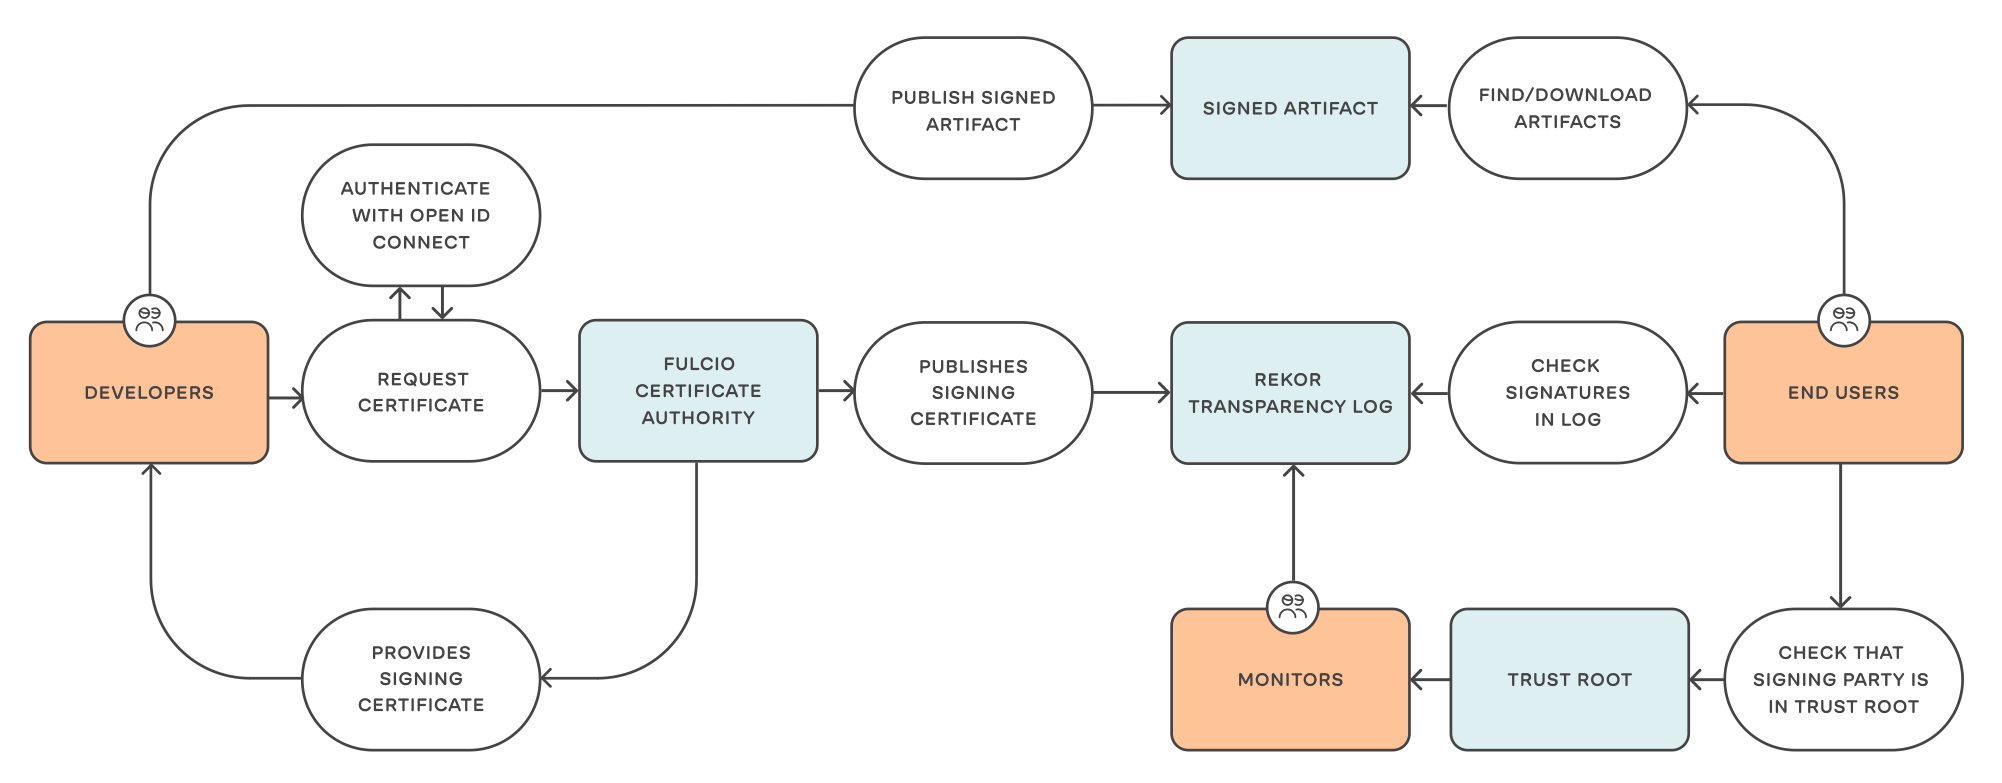 PUBLISH SIGNED
ARTIFACT
SIGNED ARTIFACT
FIND/DOWNLOAD
ARTIFACTS
AUTHENTICATE
WITH OPEN ID
CONNECT
DEVELOPERS
REQUEST
CERTIFICATE
FULCIO
CERTIFICATE
AUTHORITY
PUBLISHES
SIGNING
CERTIFICATE
REKOR
TRANSPARENCY LOG
CHECK
SIGNATURES
IN LOG
END USERS
PROVIDES
SIGNING
CERTIFICATE
MONITORS
TRUST ROOT
CHECK THAT
SIGNING PARTY IS
IN TRUST ROOT